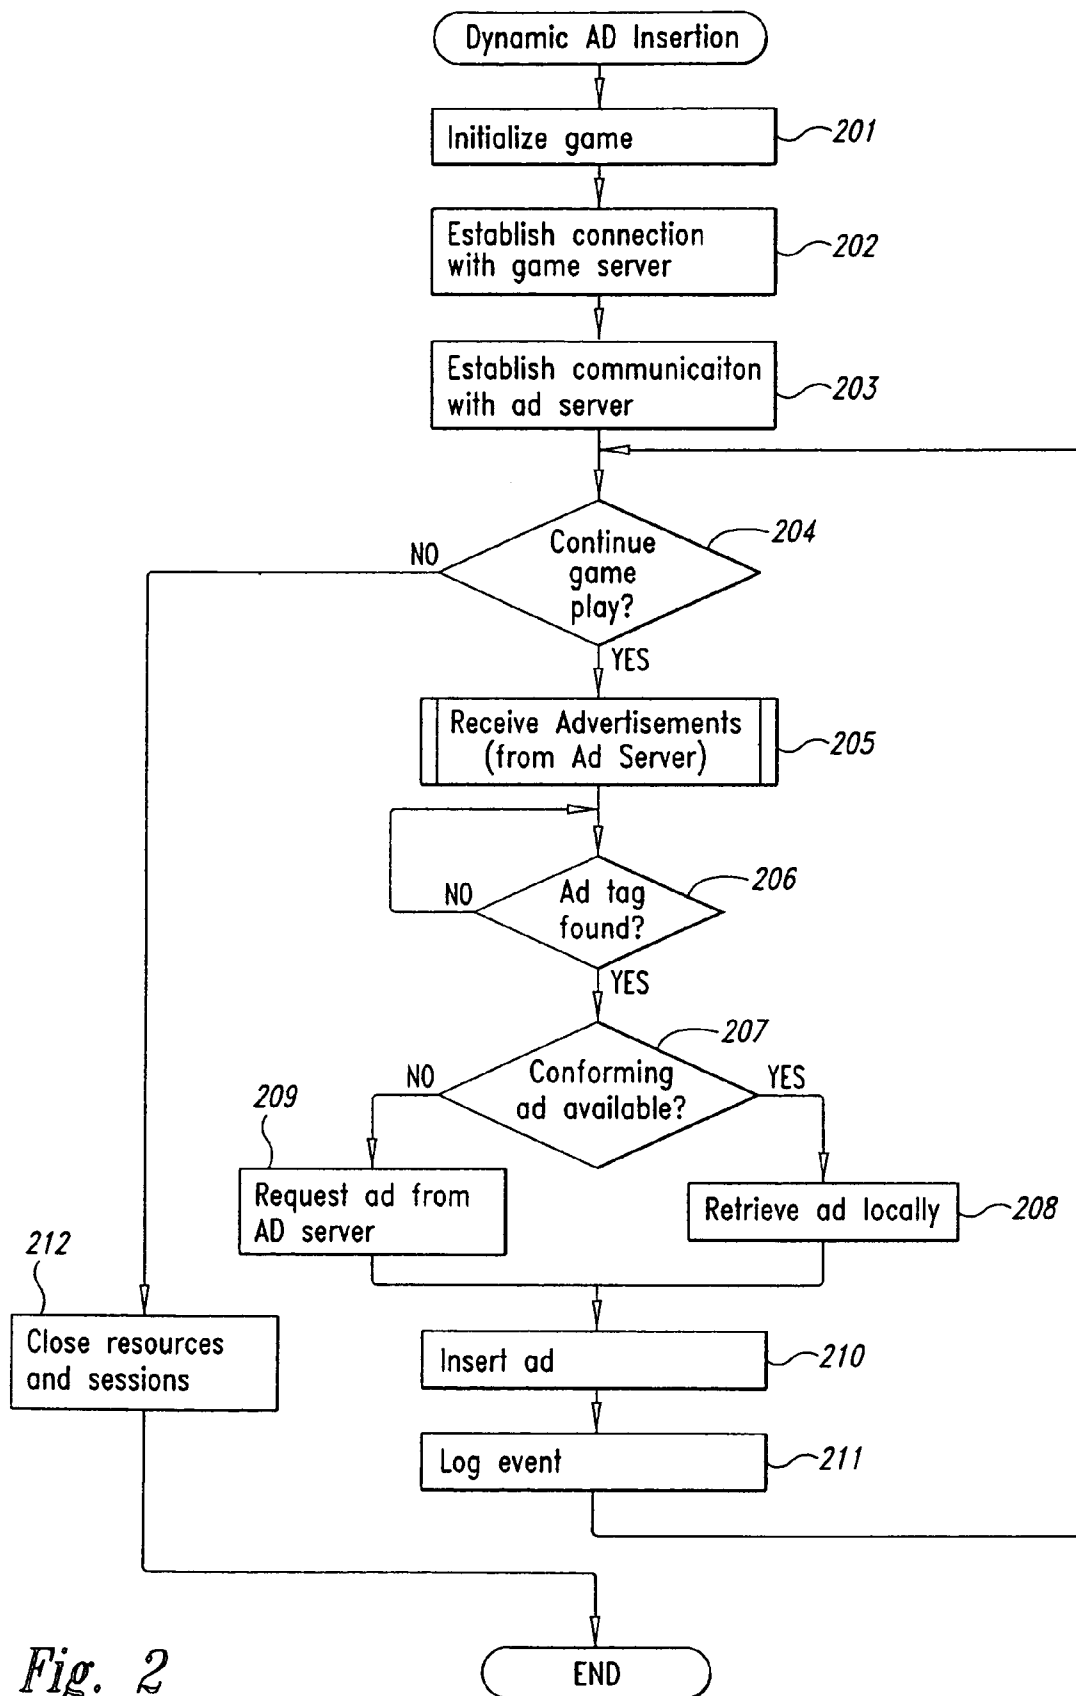 Dynamic AD Insertion
Initialize game
201
Establish connection
with game server
202
Establish communicaiton
with ad server
203
Continue
game
play?
204
NO
YES
Receive Advertisements
(from Ad Server)
205
Ad tag
found?
206
NO
YES
Conforming
ad available?
207
NO
YES
209
Request ad from
AD server
Retrieve ad locally
208
212
Close resources
and sessions
Insert ad
210
Log event
211
END
Fig. 2